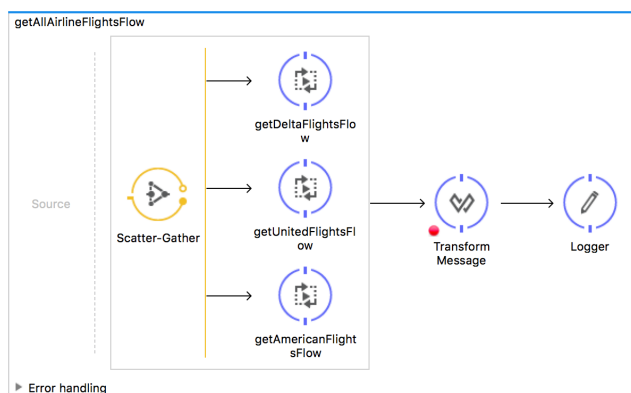 getAllAirlineFlightsFlow
getDeltaFlightsFlo
w
Source
Scatter-Gather
getUnitedFlightsFl
ow
Transform
Message
Logger
getAmericanFlight
sFlow
Error handling